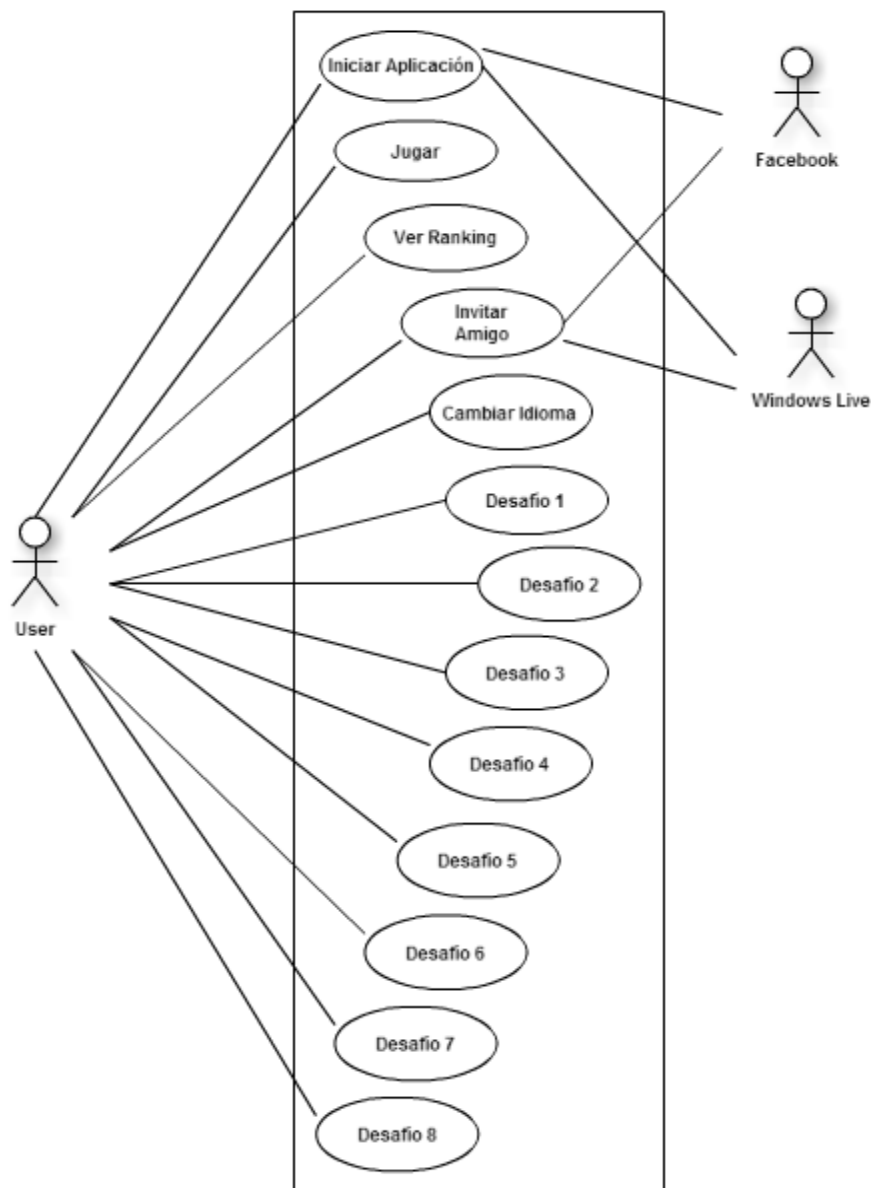 Iniciar Aplicación
Facebook
Jugar
Ver Ranking
Invitar
Amigo
Windows Live
Cambiar Idioma
Desafio 1
Desafio 2
User
Desafio 3
Desafio 4
Desafio 5
Desafio 6
Desafio 7
Desafio 8